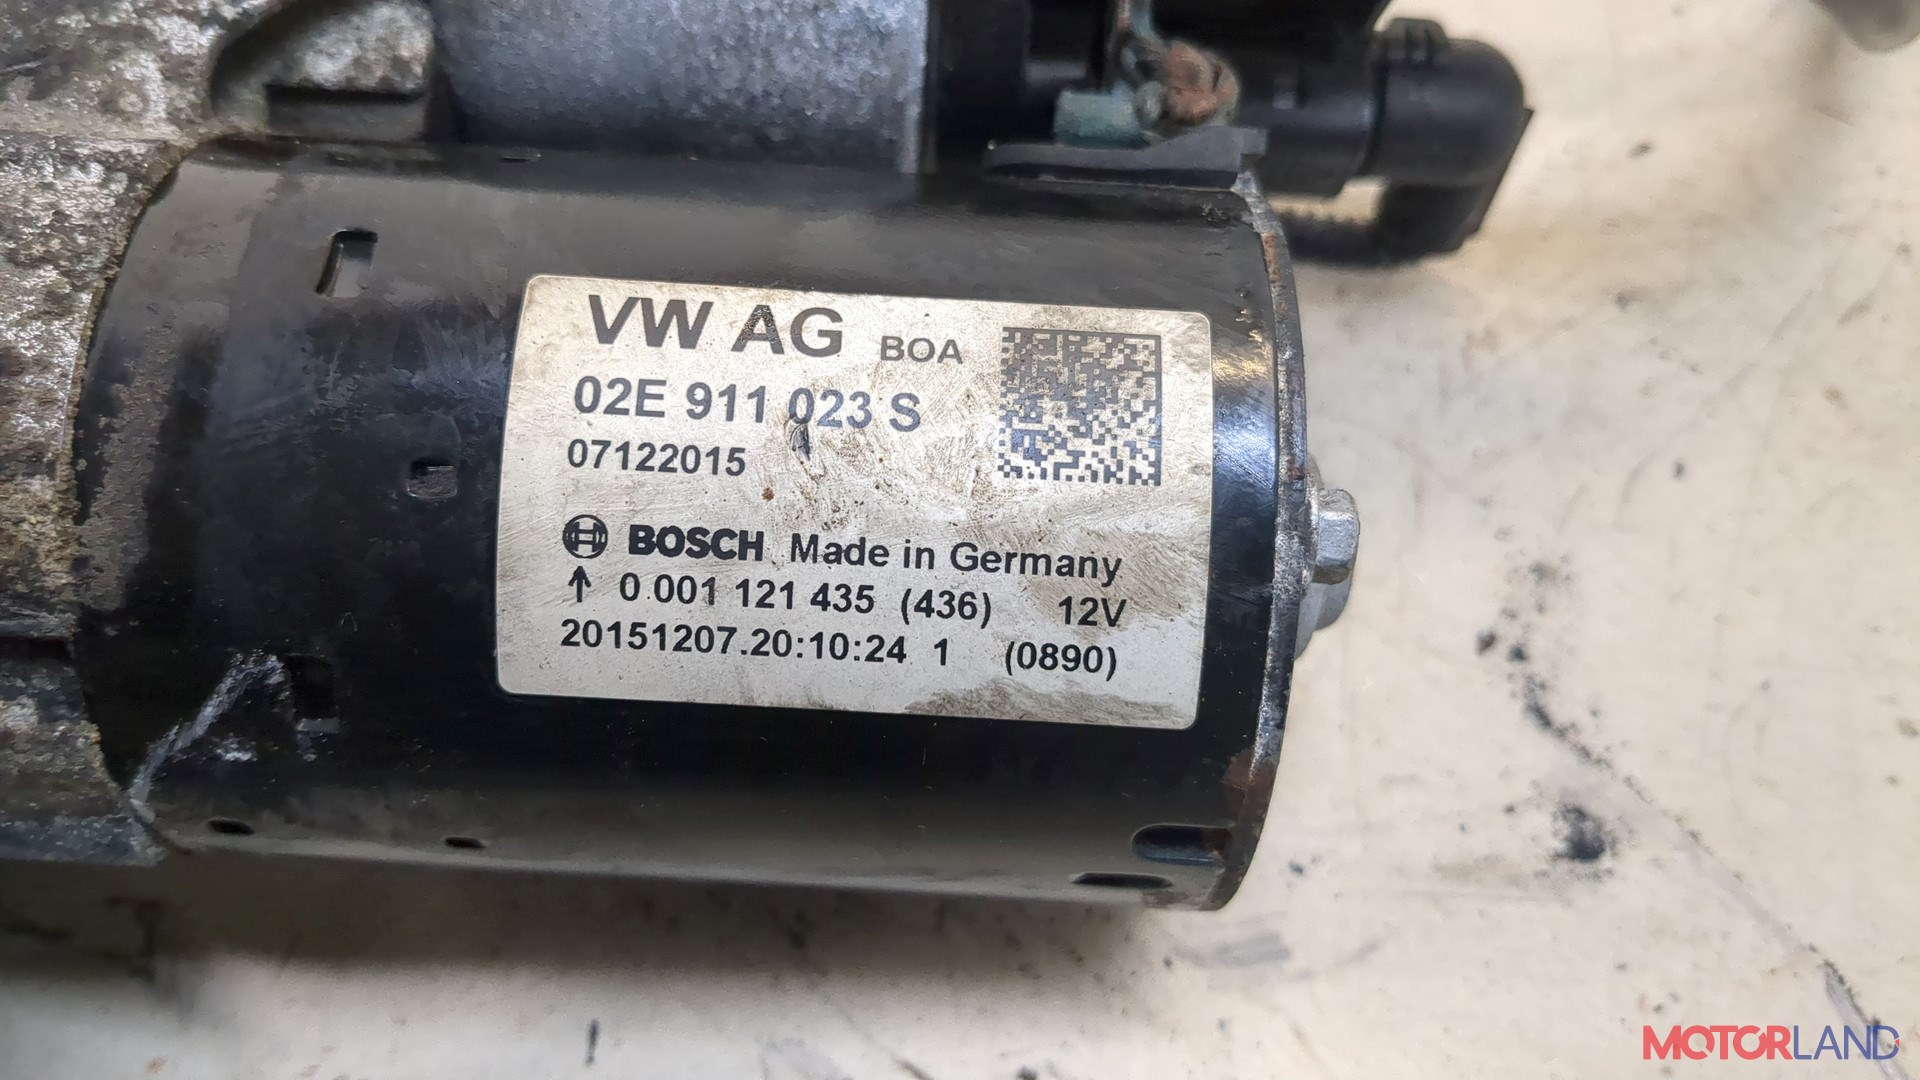 VW AG BOA
02E 911 023 S
07122015
BOSCH Made in Germany
↑ 0 001 121 435 (436) 12V
20151207.20:10:24 1 (0890)
MOTORLAND